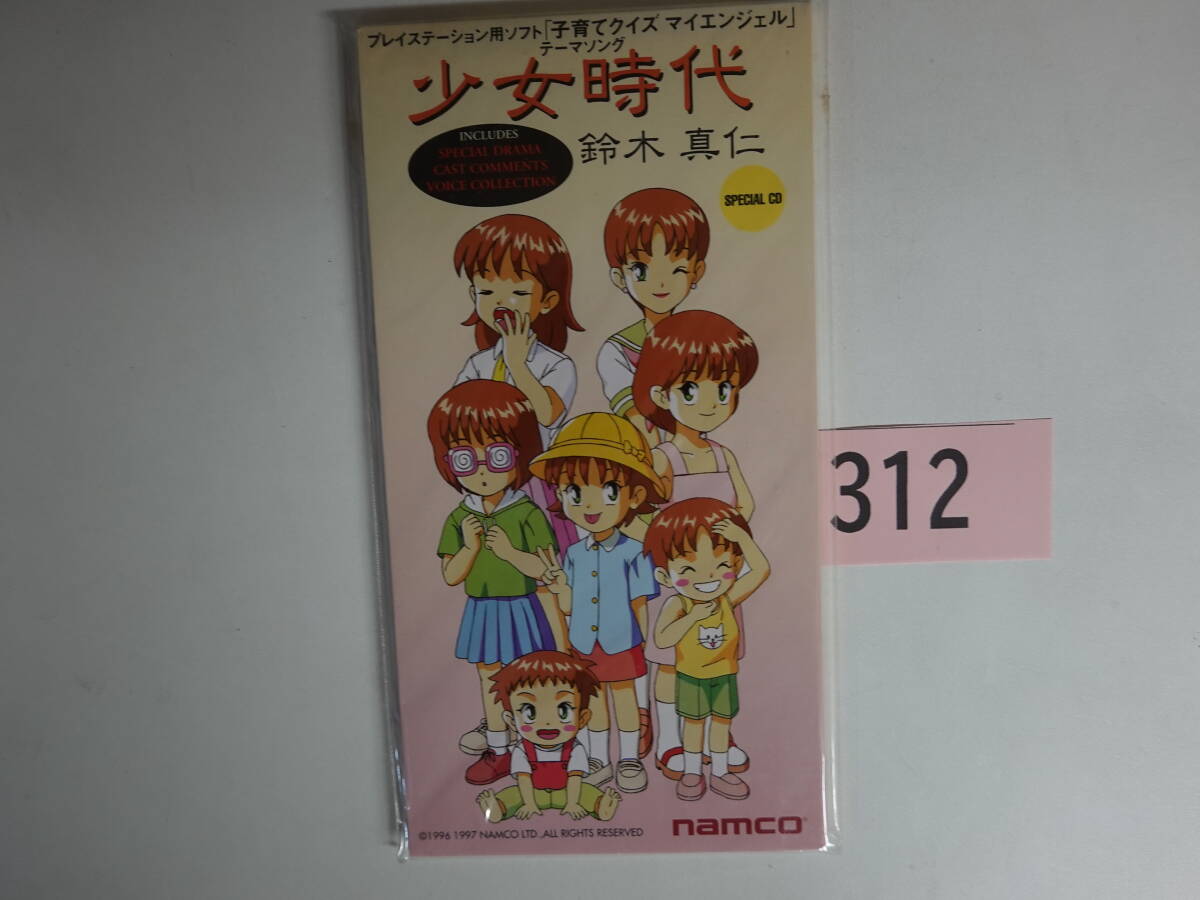 プレイステーション用ソフト「子育てクイズ マイエンジェル」
テーマソング
少女時代
鈴木 真仁
INCLUDES
SPECIAL DRAMA
CAST COMMENTS
VOICE COLLECTION
SPECIAL CD
312
©1996 1997 NAMCO LTD.,ALL RIGHTS RESERVED
namco